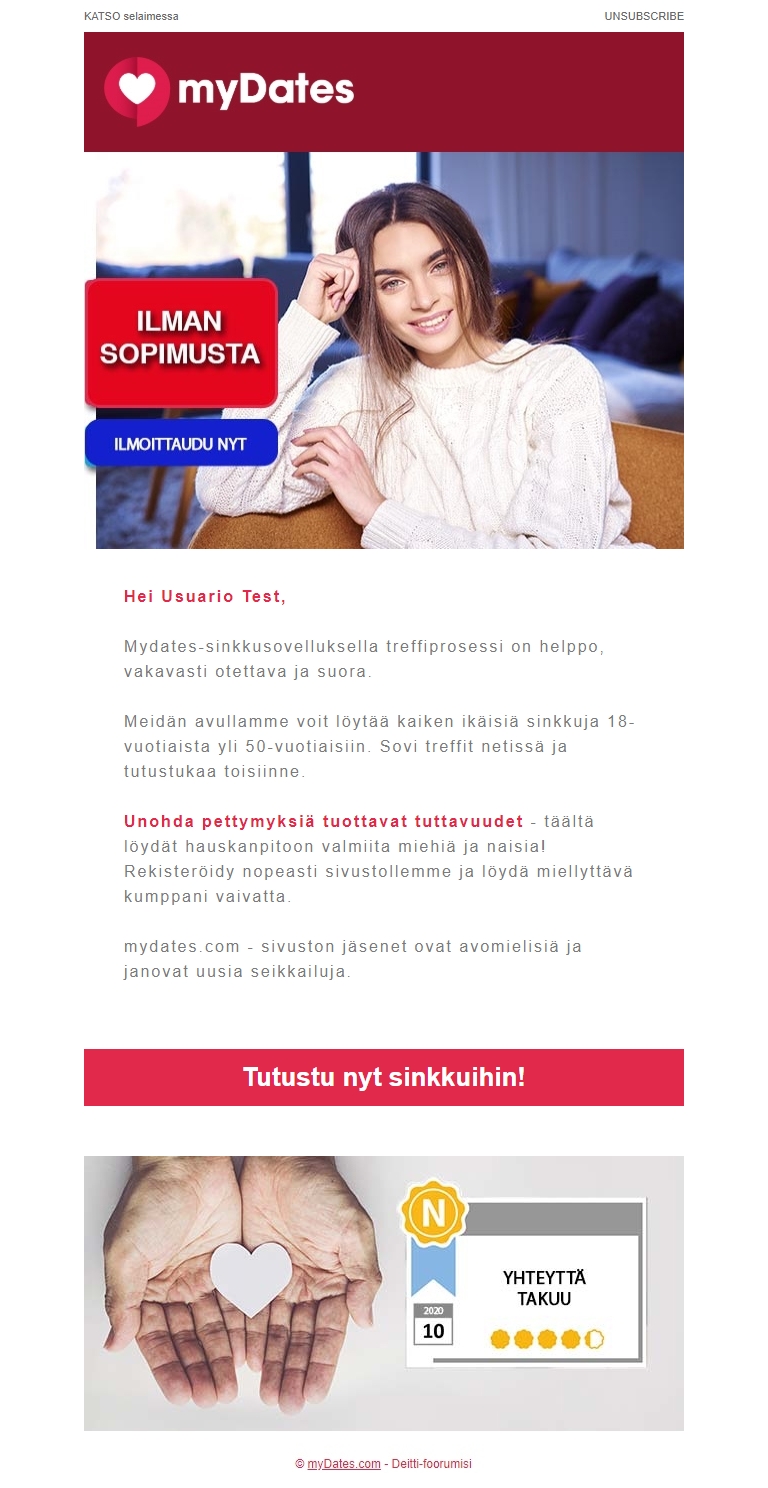 KATSO selaimessa
UNSUBSCRIBE
myDates
ILMAN
SOPIMUSTA
ILMOITTAUDU NYT
Hei Usuario Test,
Mydates-sinkkusovelluksella treffiprosessi on helppo,
vakavasti otettava ja suora.
Meidän avullamme voit löytää kaiken ikäisiä sinkkuja 18-
vuotiaista yli 50-vuotiaisiin. Sovi treffit netissä ja
tutustukaa toisiinne.
Unohda pettymyksiä tuottavat tuttavuudet - täältä
löydät hauskanpitoon valmiita miehiä ja naisia!
Rekisteröidy nopeasti sivustollemme ja löydä miellyttävä
kumppani vaivatta.
mydates.com - sivuston jäsenet ovat avomielisiä ja
janovat uusia seikkailuja.
Tutustu nyt sinkkuihin!
N
YHTEYTTÄ
TAKUU
2020
10
© myDates.com - Deitti-foorumisi